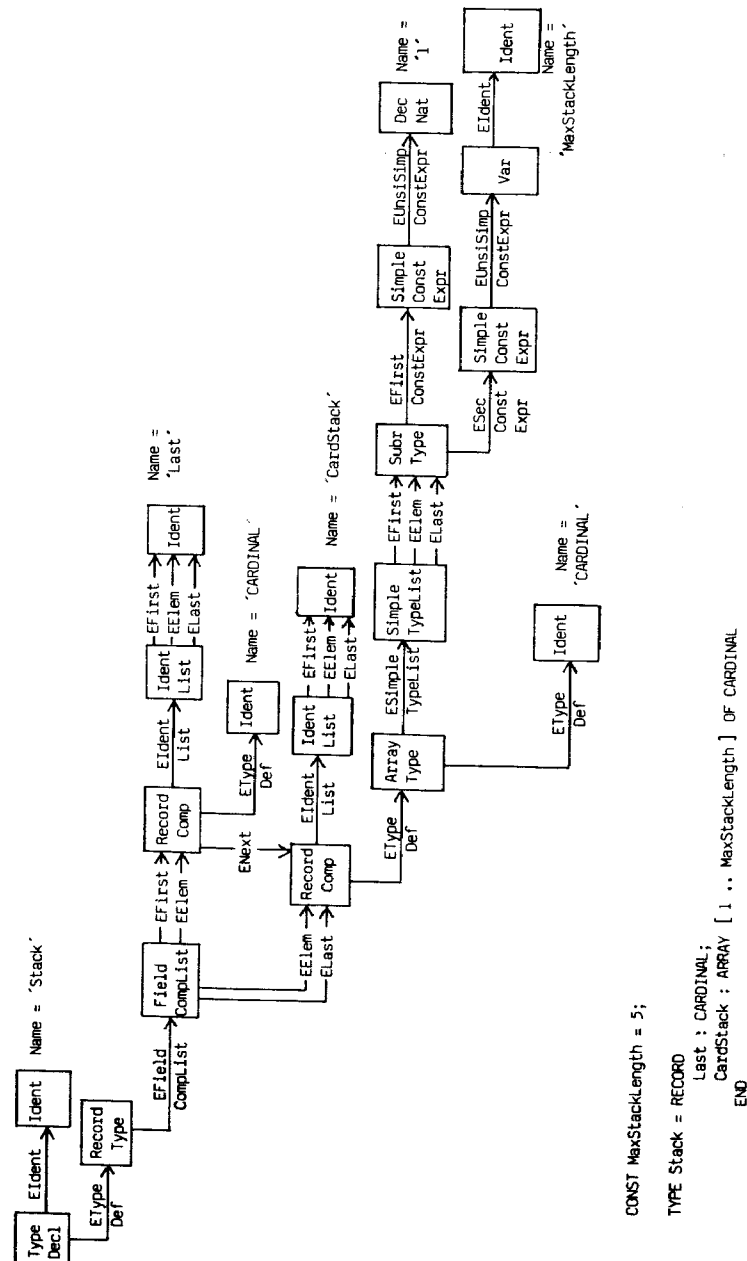 Type
Decl
EIdent
Ident
Name = 'Stack'
EType
Def
Record
Type
EField
CompList
Field
CompList
EFirst
EElem
Record
Comp
EIdent
List
Ident
List
EFirst
EElem
ELast
Ident
Name =
'Last'
EType
Def
Ident
Name = 'CARDINAL'
ENext
EElem
ELast
Record
Comp
EIdent
List
Ident
List
EFirst
EElem
ELast
Ident
Name = 'CardStack'
EType
Def
Array
Type
ESimple
TypeList
Simple
TypeList
EFirst
EElem
ELast
Subr
Type
EFirst
ConstExpr
Simple
Const
Expr
EUnsiSimp
ConstExpr
Dec
Nat
Name =
'1'
ESec
Const
Expr
Simple
Const
Expr
EUnsiSimp
ConstExpr
Var
EIdent
Ident
Name =
'MaxStackLength'
EType
Def
Ident
Name =
'CARDINAL'
CONST MaxStackLength = 5;
TYPE Stack = RECORD
Last : CARDINAL;
CardStack : ARRAY [ 1 .. MaxStackLength ] OF CARDINAL
END